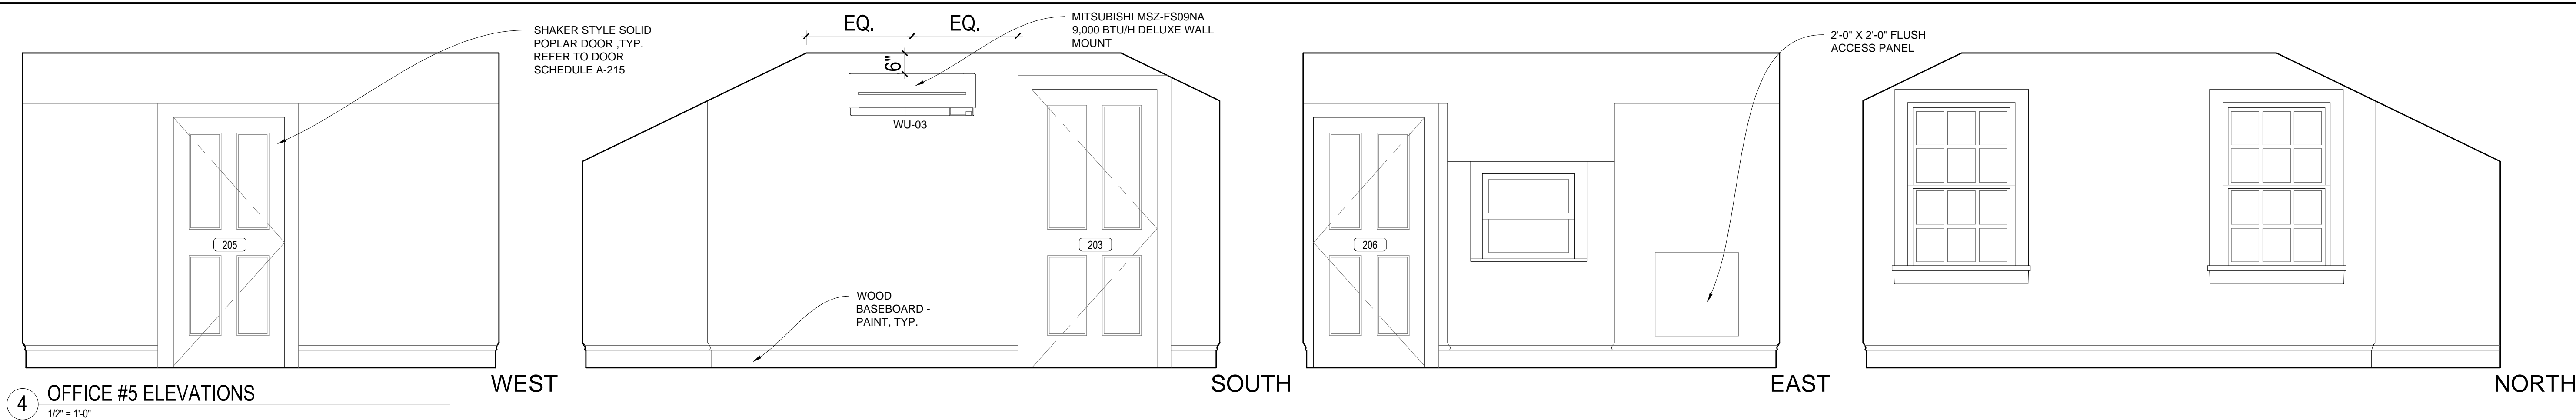 SHAKER STYLE SOLID
POPLAR DOOR ,TYP.
REFER TO DOOR
SCHEDULE A-215
205
WEST
EQ.
EQ.
6"
MITSUBISHI MSZ-FS09NA
9,000 BTU/H DELUXE WALL
MOUNT
WU-03
203
WOOD
BASEBOARD -
PAINT, TYP.
SOUTH
2'-0" X 2'-0" FLUSH
ACCESS PANEL
206
EAST
NORTH
4
OFFICE #5 ELEVATIONS
1/2" = 1'-0"